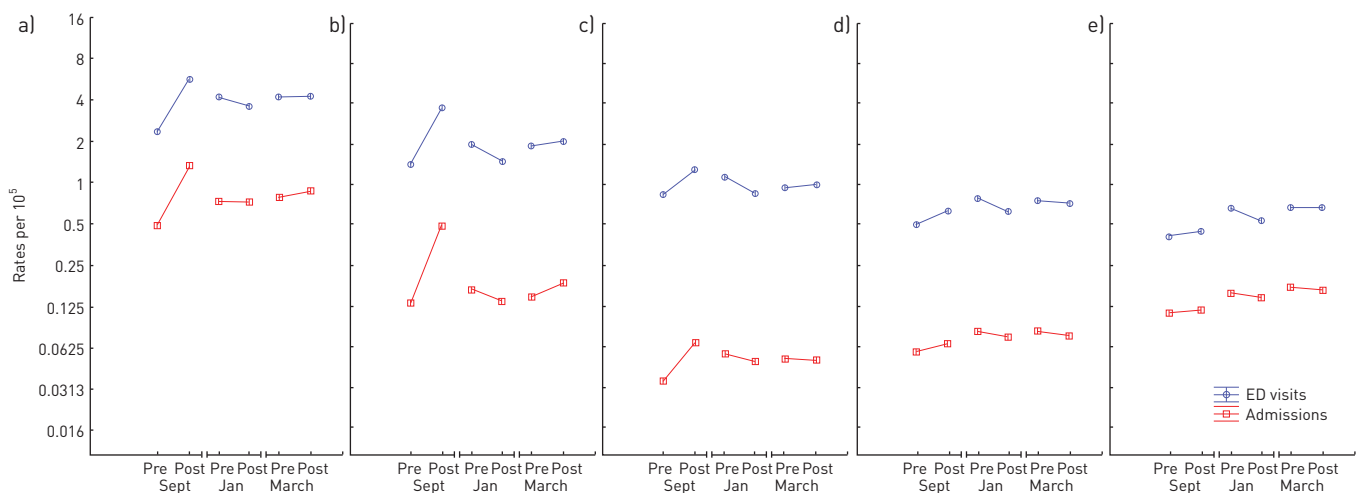 a) b) c) d) e)
16
8
4
2
1
0.5
0.25
0.125
0.0625
0.0313
0.016
Rates per 10⁵
ED visits
Admissions
Pre Post Pre Post Pre Post Pre Post Pre Post Pre Post Pre Post Pre Post Pre Post Pre Post Pre Post Pre Post Pre Post Pre Post Pre Post
Sept Jan March Sept Jan March Sept Jan March Sept Jan March Sept Jan March